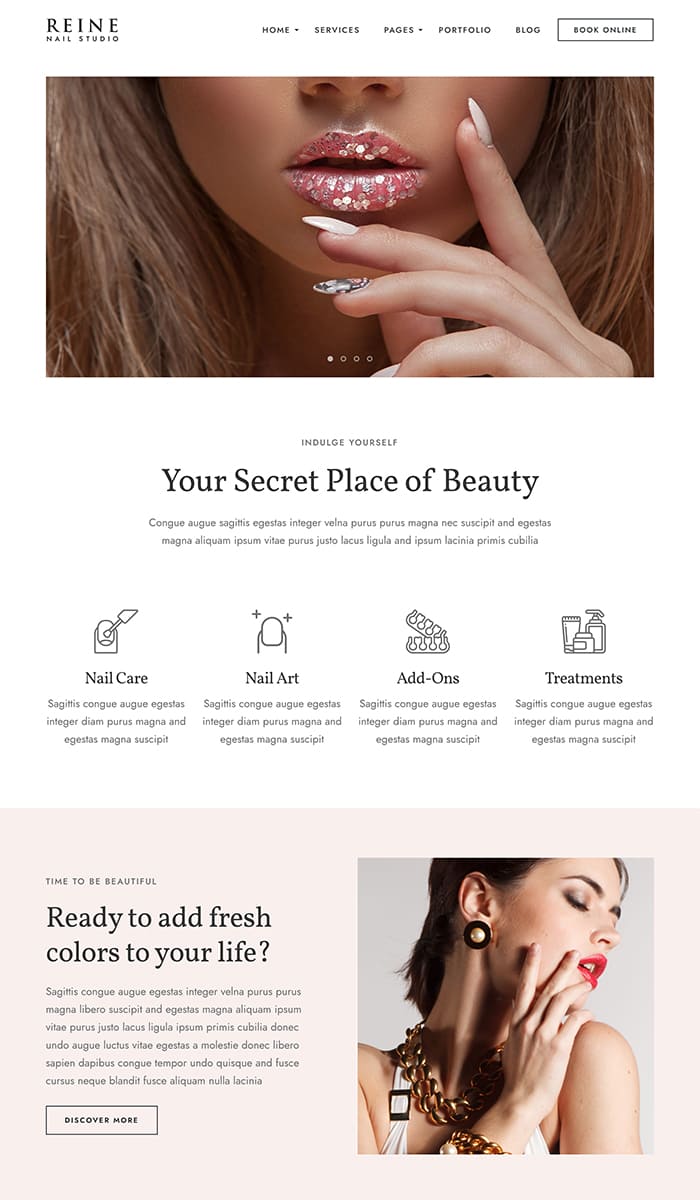 REINE
NAIL STUDIO
HOME SERVICES PAGES PORTFOLIO BLOG BOOK ONLINE
INDULGE YOURSELF
Your Secret Place of Beauty
Congue augue sagittis egestas integer velna purus purus magna nec suscipit and egestas
magna aliquam ipsum vitae purus justo lacus ligula and ipsum lacinia primis cubilia
Nail Care
Sagittis congue augue egestas
integer diam purus magna and
egestas magna suscipit
Nail Art
Sagittis congue augue egestas
integer diam purus magna and
egestas magna suscipit
Add-Ons
Sagittis congue augue egestas
integer diam purus magna and
egestas magna suscipit
Treatments
Sagittis congue augue egestas
integer diam purus magna and
egestas magna suscipit
TIME TO BE BEAUTIFUL
Ready to add fresh
colors to your life?
Sagittis congue augue egestas integer velna purus purus
magna libero suscipit and egestas magna aliquam ipsum
vitae purus justo lacus ligula ipsum primis cubilia donec
undo augue luctus vitae egestas a molestie donec libero
sapien dapibus congue tempor undo quisque and fusce
cursus neque blandit fusce aliquam nulla lacinia
DISCOVER MORE